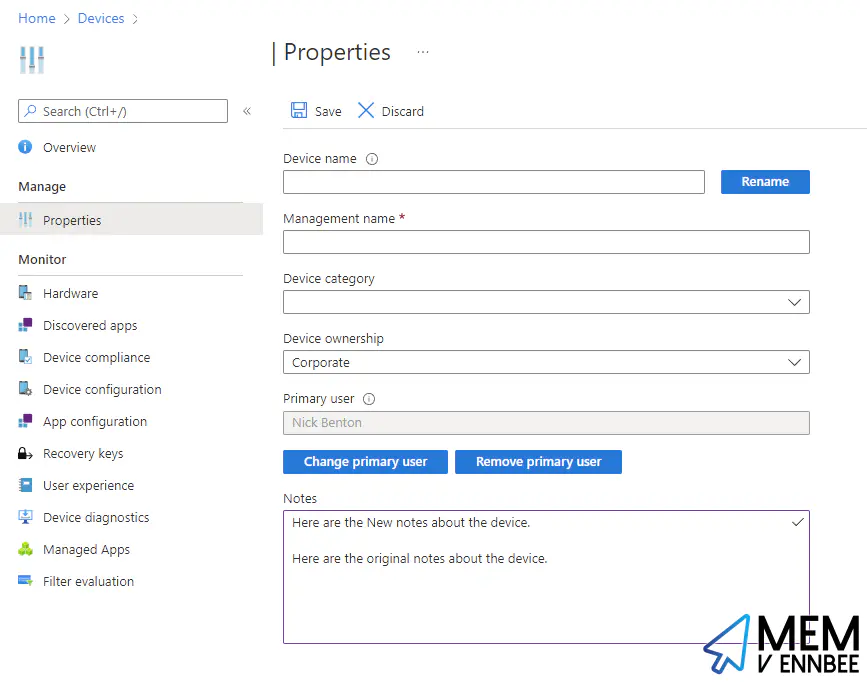 Home > Devices >
| Properties ...
Search (Ctrl+/)
«
Overview
Manage
Properties
Monitor
Hardware
Discovered apps
Device compliance
Device configuration
App configuration
Recovery keys
User experience
Device diagnostics
Managed Apps
Filter evaluation
Save Discard
Device name
Rename
Management name *
Device category
Device ownership
Corporate
Primary user
Nick Benton
Change primary user Remove primary user
Notes
Here are the New notes about the device.
Here are the original notes about the device.
MEM
V ENNBEE